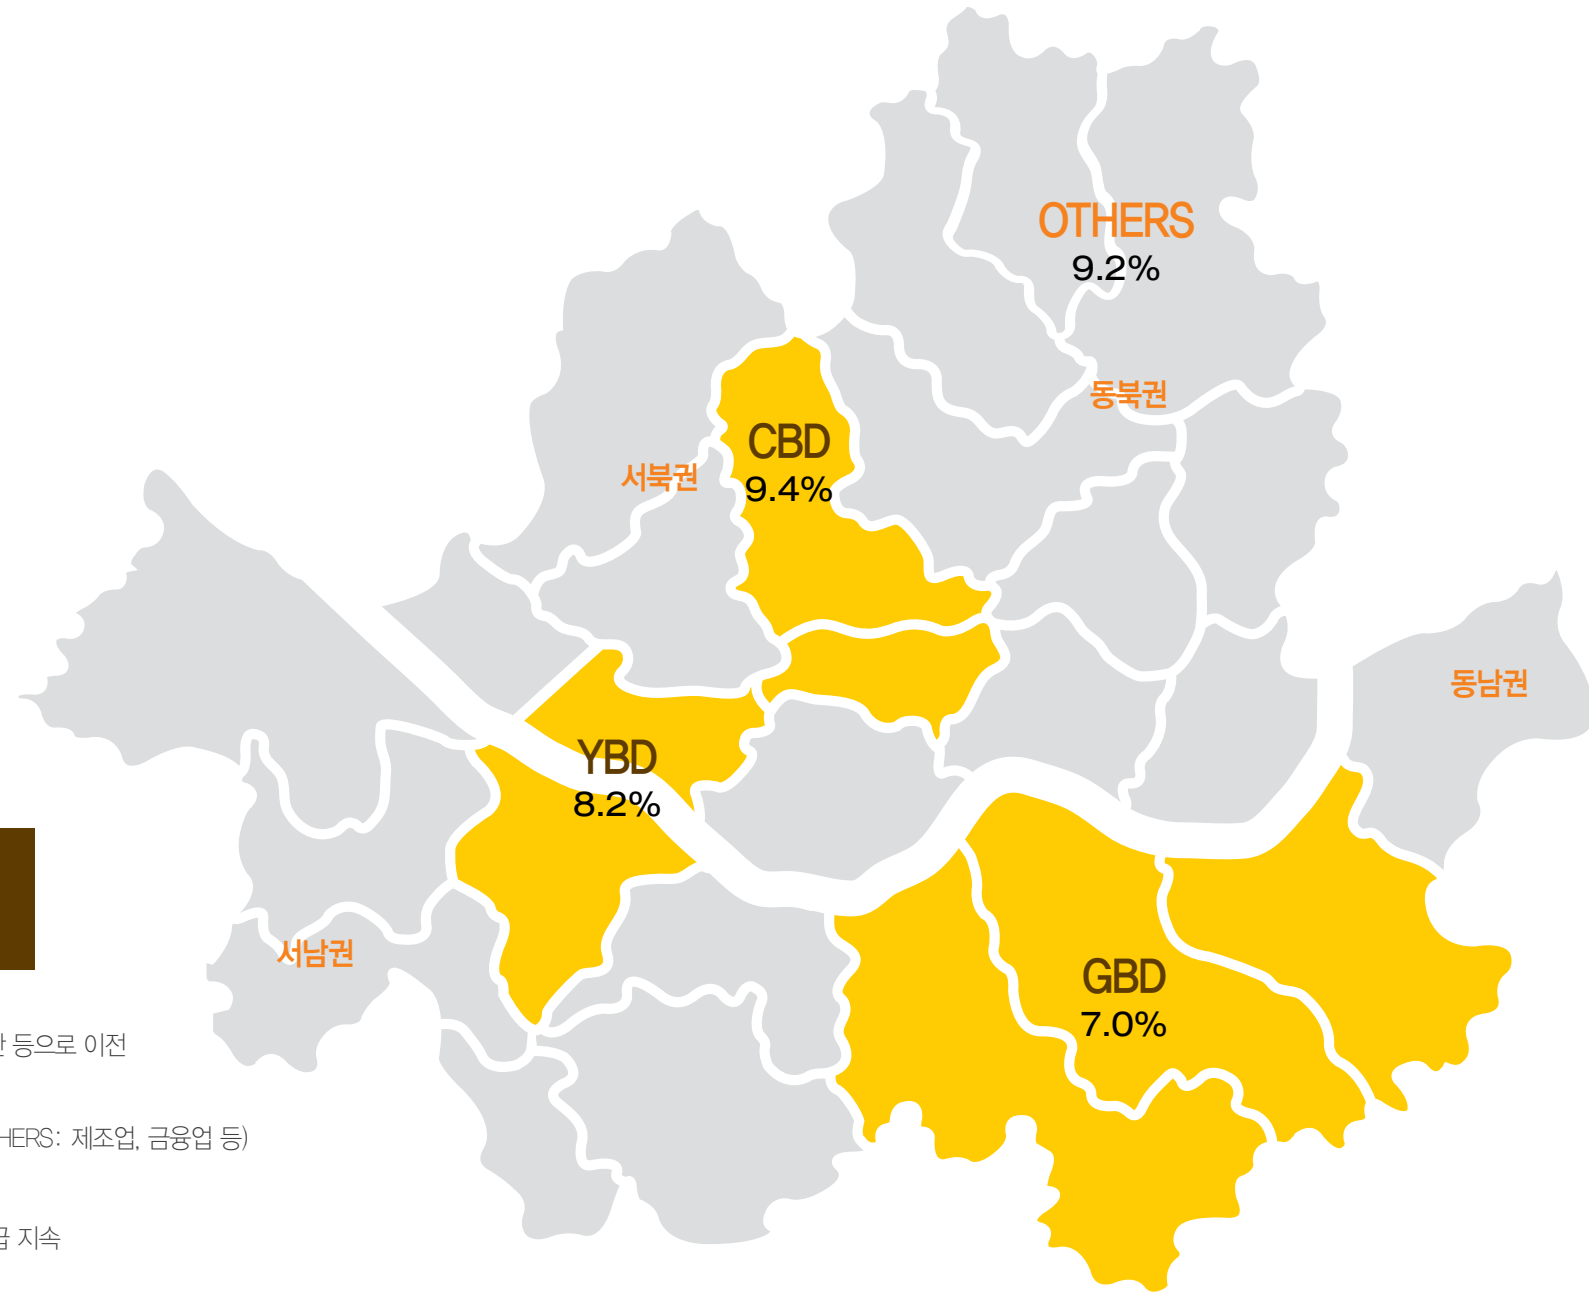 OTHERS
9.2%
동북권
CBD
9.4%
서북권
동남권
YBD
8.2%
서남권
GBD
7.0%
등으로 이전
HERS: 제조업, 금융업 등)
지속